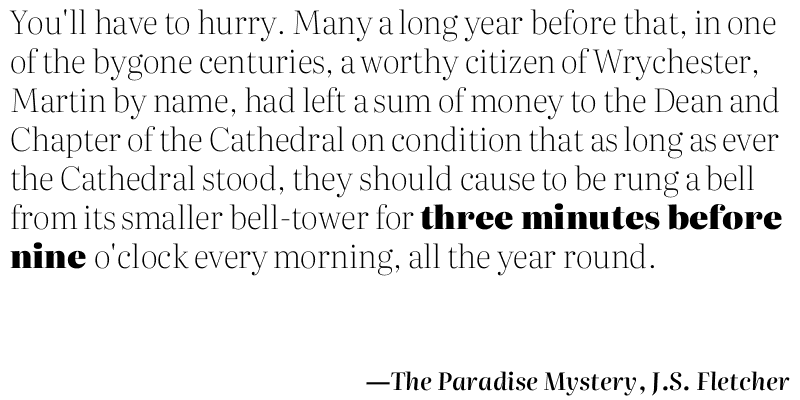 You'll have to hurry. Many a long year before that, in one
of the bygone centuries, a worthy citizen of Wrychester,
Martin by name, had left a sum of money to the Dean and
Chapter of the Cathedral on condition that as long as ever
the Cathedral stood, they should cause to be rung a bell
from its smaller bell-tower for three minutes before
nine o'clock every morning, all the year round.
—The Paradise Mystery, J.S. Fletcher